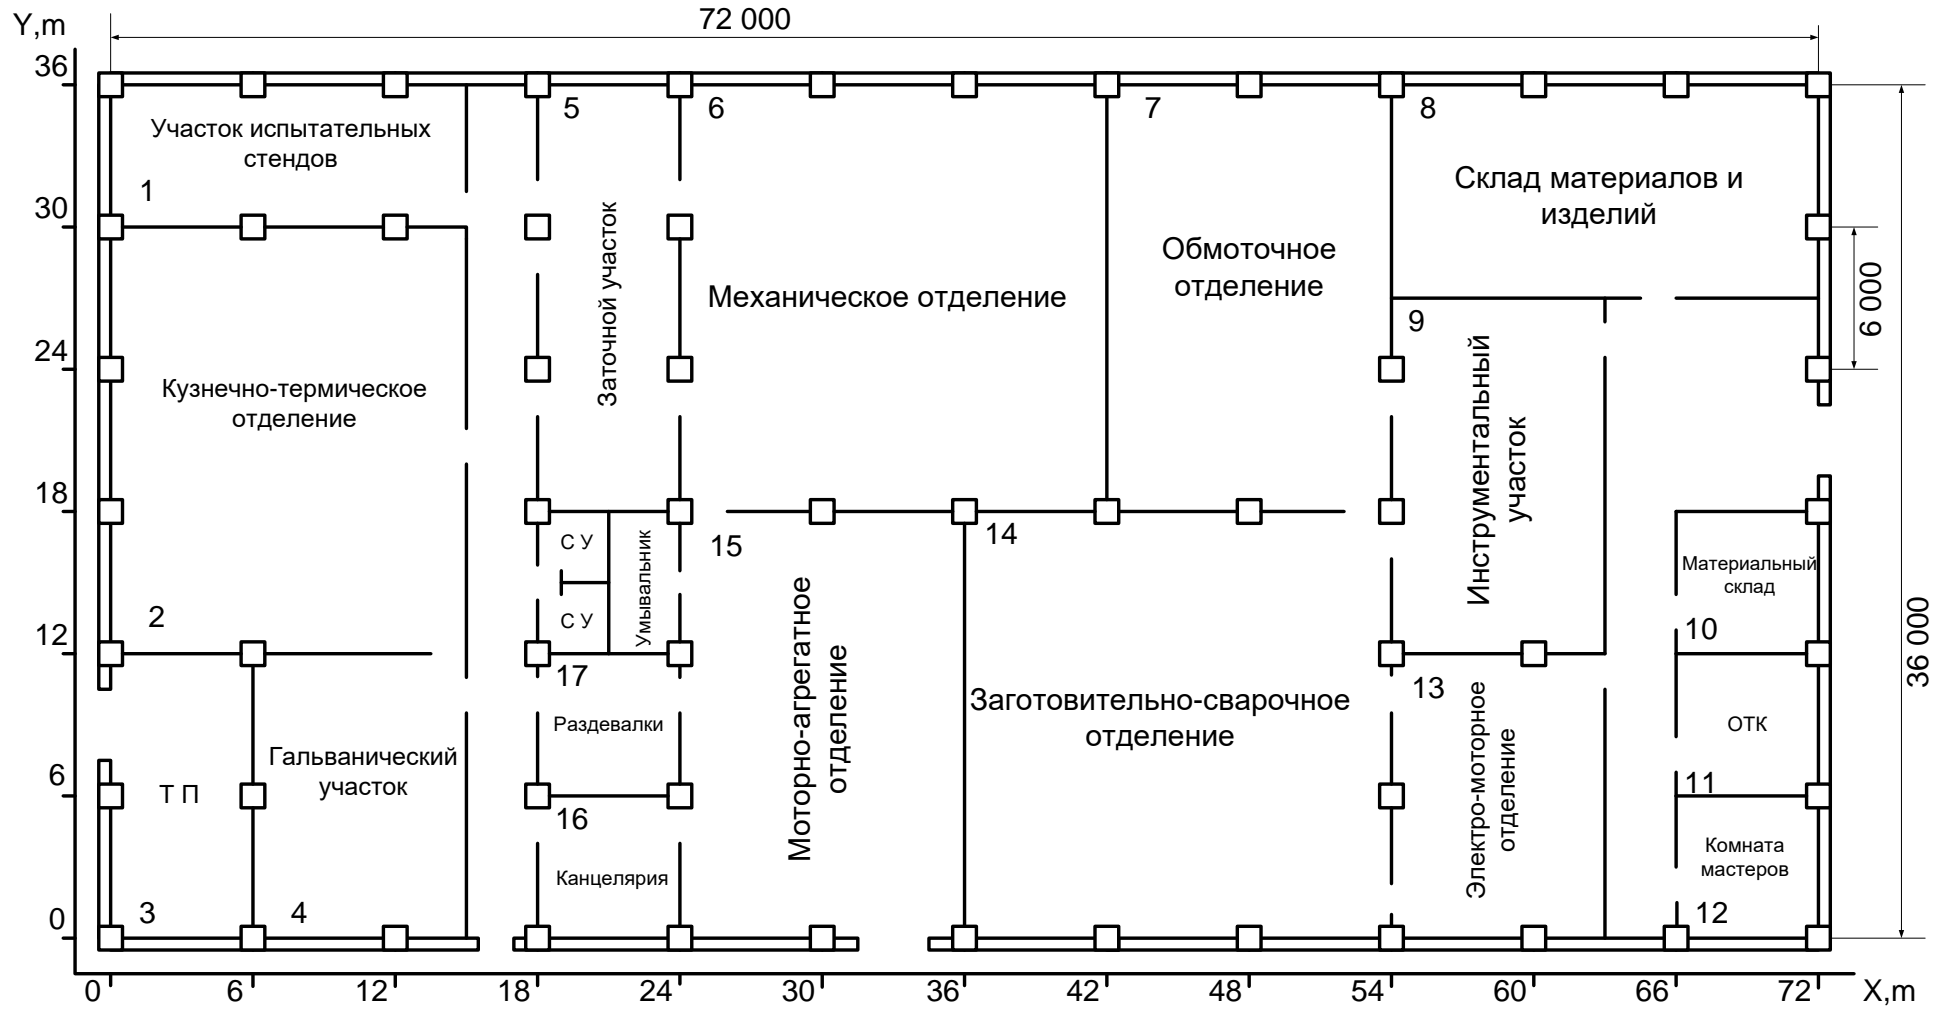 72 000
Y,m
36
5
6
7
8
Участок испытательных
стендов
1
30
Склад материалов и
изделий
Заточной участок
Обмоточное
отделение
Механическое отделение
6 000
9
24
Кузнечно-термическое
отделение
Инструментальный
участок
18
С У
15
14
Умывальник
Материальный
склад
2
С У
12
10
17
13
Моторно-агрегатное
отделение
Заготовительно-сварочное
отделение
36 000
Раздевалки
ОТК
Гальванический
участок
Электро-моторное
отделение
6
Т П
11
16
Комната
мастеров
Канцелярия
0
3
4
12
0
6
12
18
24
30
36
42
48
54
60
66
72
X,m